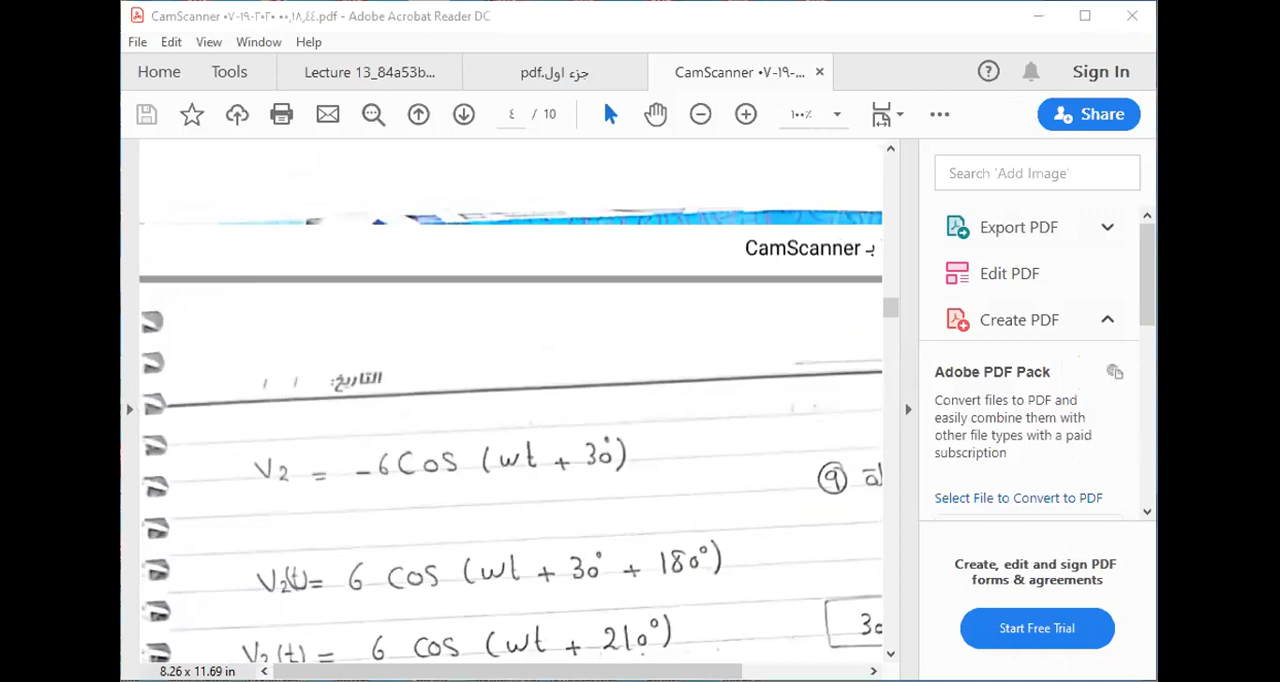 CamScanner ٠٧-١٩-٢٠٢٠ ٠٠,١٨,٤٤.pdf - Adobe Acrobat Reader DC
File Edit View Window Help
Home Tools Lecture 13_84a53b... جزء اول.pdf CamScanner ٠٧-١٩-... Sign In
٤ / 10 ١٠٠٪ Share
CamScanner بـ
التاريخ: / /
V2 = -6 Cos (wt + 30°)
9
V2(t)= 6 cos (wt + 30° + 180°)
V2(t) = 6 cos (wt + 210°)
8.26 x 11.69 in
Search 'Add Image'
Export PDF
Edit PDF
Create PDF
Adobe PDF Pack
Convert files to PDF and
easily combine them with
other file types with a paid
subscription
Select File to Convert to PDF
Create, edit and sign PDF
forms & agreements
Start Free Trial